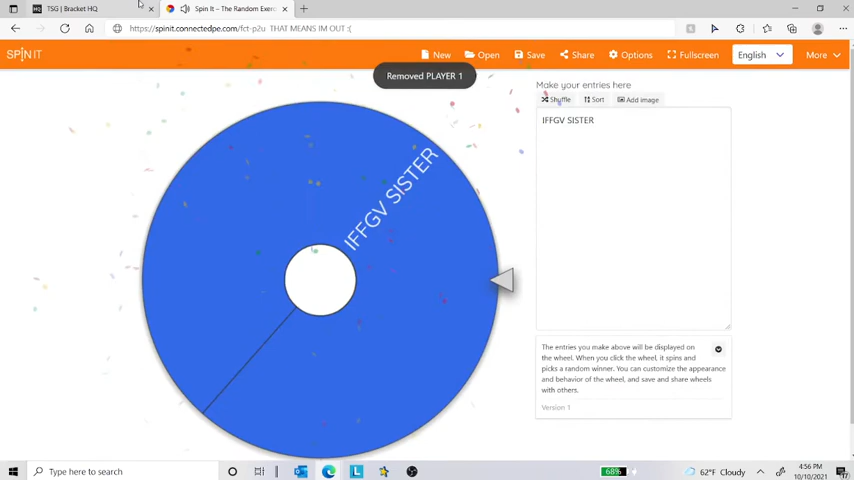 TSG | Bracket HQ
Spin It – The Random Exerc
https://spinit.connectedpe.com/fct-p2u THAT MEANS IM OUT :(
SPIN IT
New
Open
Save
Share
Options
Fullscreen
English
More
Removed PLAYER 1
Make your entries here
Shuffle
Sort
Add image
IFFGV SISTER
IFFGV SISTER
The entries you make above will be displayed on
the wheel. When you click the wheel, it spins and
picks a random winner. You can customize the appearance
and behavior of the wheel, and save and share wheels
with others.
Version 1
Type here to search
68%
62°F Cloudy
4:56 PM
10/10/2021